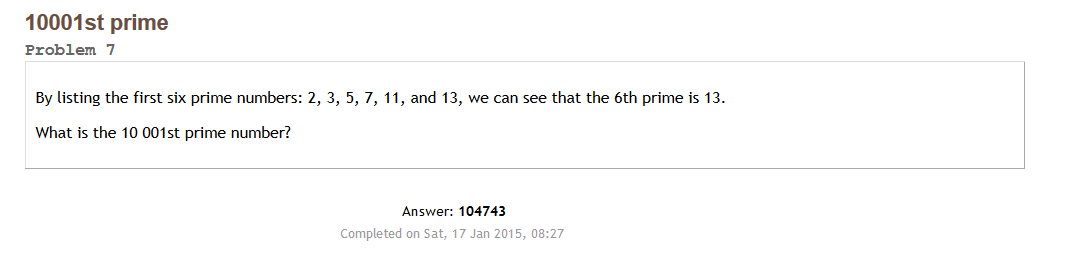 10001st prime
Problem 7
By listing the first six prime numbers: 2, 3, 5, 7, 11, and 13, we can see that the 6th prime is 13.
What is the 10 001st prime number?
Answer: 104743
Completed on Sat, 17 Jan 2015, 08:27